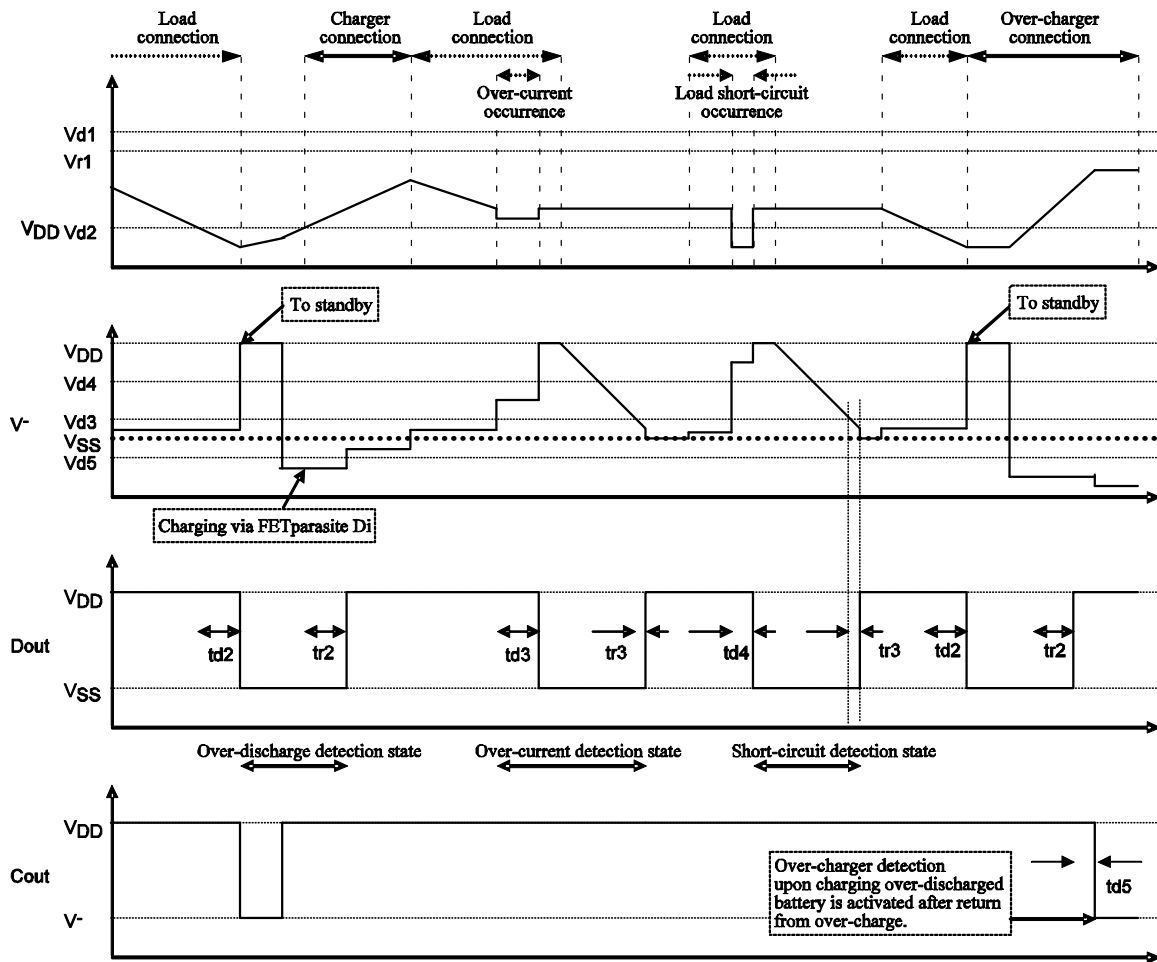 Load
connection
Charger
connection
Load
connection
Load
connection
Load
connection
Over-charger
connection
Over-current
occurrence
Load short-circuit
occurrence
Vd1
Vr1
VDD Vd2
To standby
To standby
VDD
Vd4
Vd3
V-
VSS
Vd5
Charging via FETparasite Di
VDD
Dout
td2
tr2
td3
tr3
td4
tr3
td2
tr2
VSS
Over-discharge detection state
Over-current detection state
Short-circuit detection state
VDD
Cout
V-
Over-charger detection
upon charging over-discharged
battery is activated after return
from over-charge.
td5